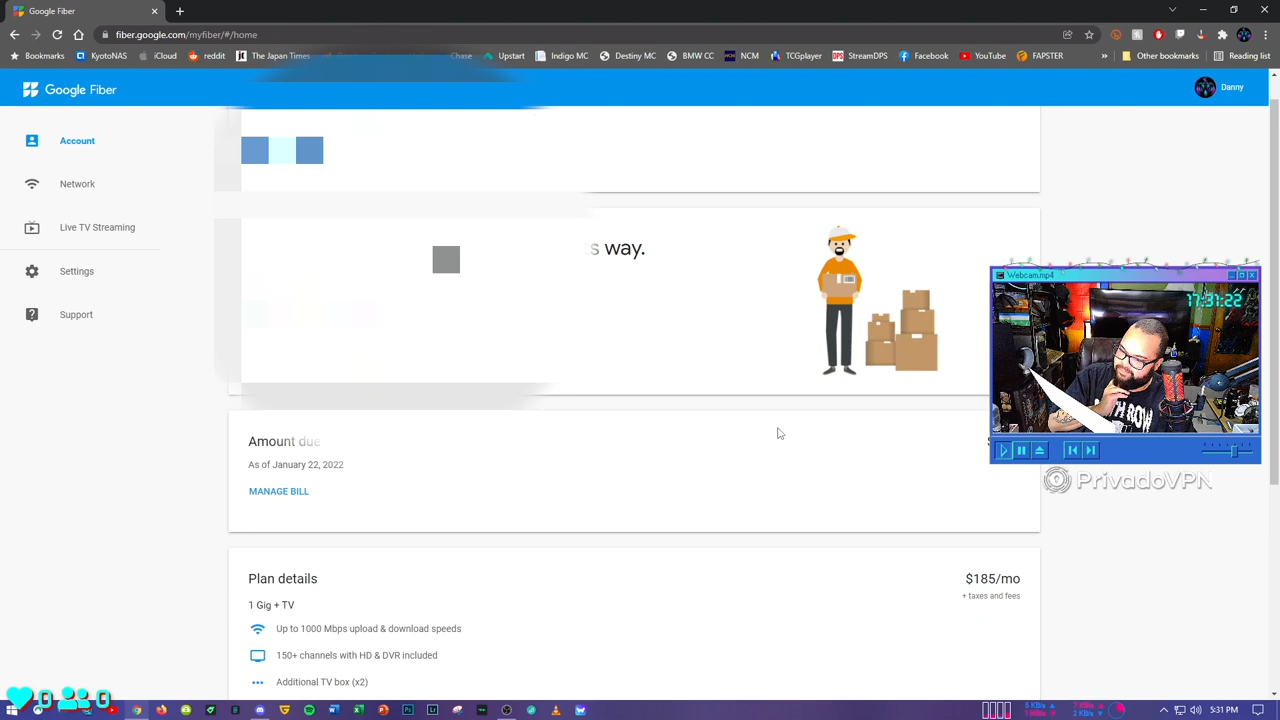 Google Fiber
fiber.google.com/myfiber/#/home
Bookmarks KyotoNAS iCloud reddit The Japan Times Chase Upstart Indigo MC Destiny MC BMW CC NCM TCGplayer StreamDPS Facebook YouTube FAPSTER » Other bookmarks Reading list
Google Fiber
Danny
Account
Network
Live TV Streaming
Settings
Support
s way.
Webcam.mp4
17:31:22
PrivadoVPN
Amount due
As of January 22, 2022
MANAGE BILL
Plan details
$185/mo
+ taxes and fees
1 Gig + TV
Up to 1000 Mbps upload & download speeds
150+ channels with HD & DVR included
Additional TV box (x2)
0 0
5:31 PM